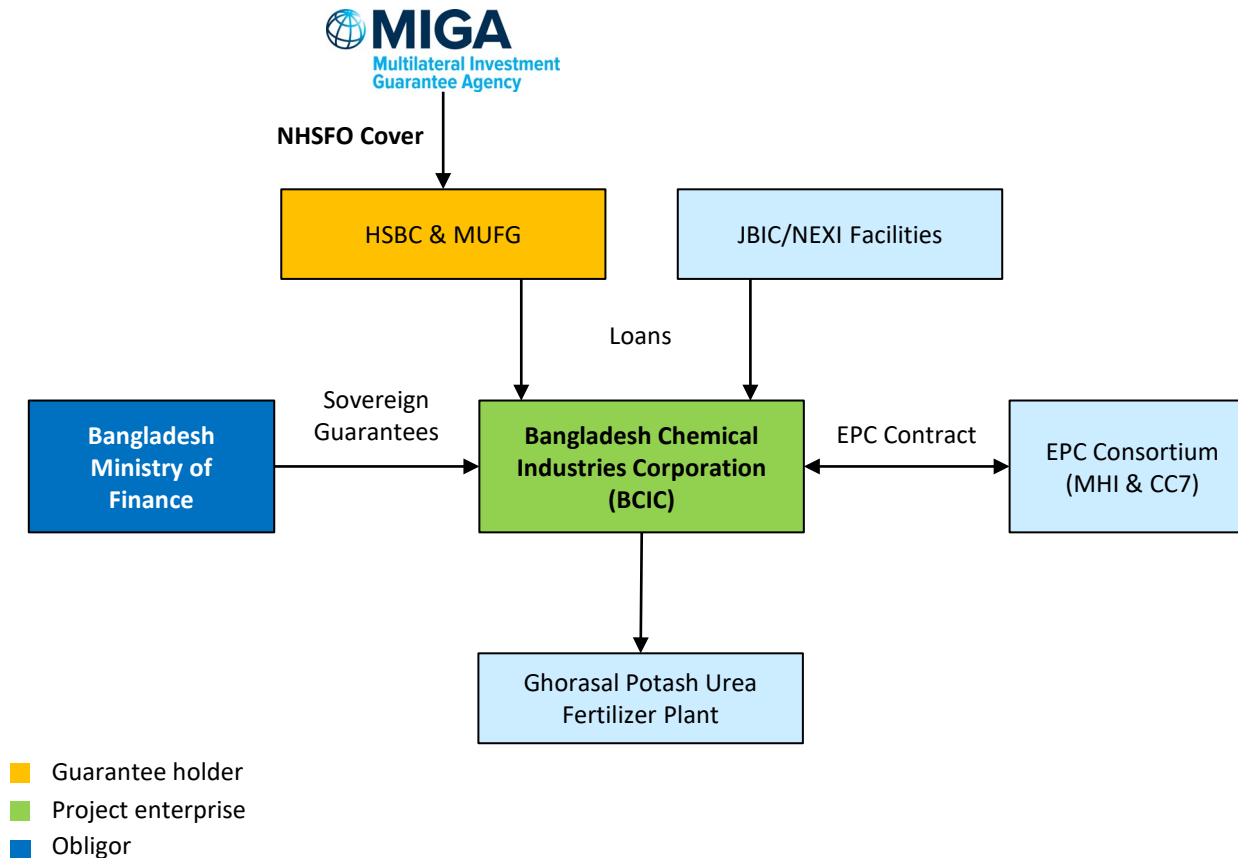 MIGA
Multilateral Investment
Guarantee Agency
NHSFO Cover
HSBC & MUFG
JBIC/NEXI Facilities
Loans
Bangladesh
Ministry of
Finance
Sovereign
Guarantees
Bangladesh Chemical
Industries Corporation
(BCIC)
EPC Contract
EPC Consortium
(MHI & CC7)
Ghorasal Potash Urea
Fertilizer Plant
Guarantee holder
Project enterprise
Obligor